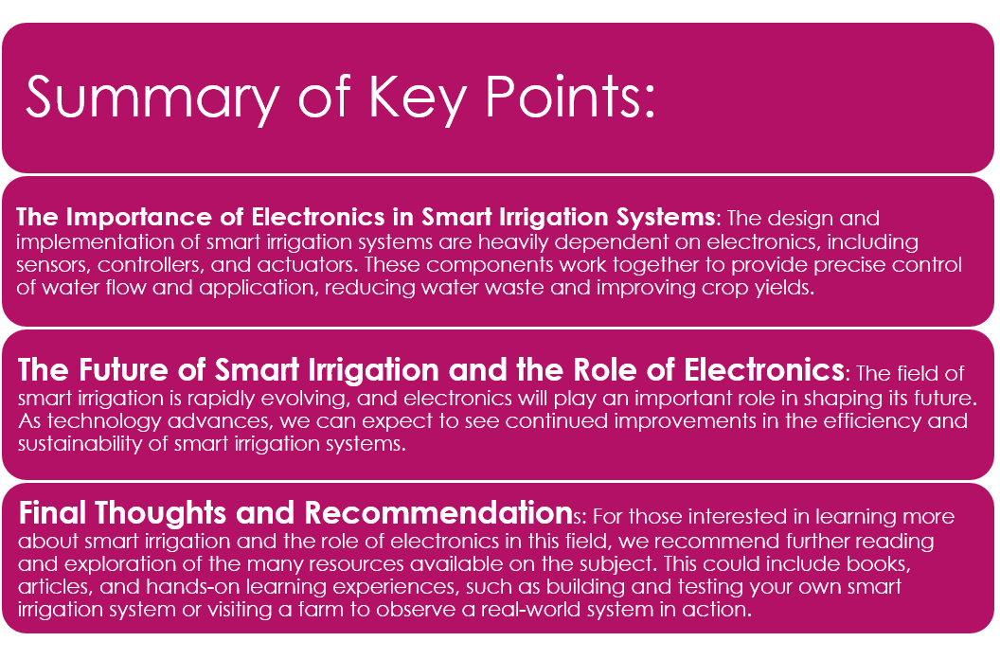 Summary of Key Points:
The Importance of Electronics in Smart Irrigation Systems: The design and
implementation of smart irrigation systems are heavily dependent on electronics, including
sensors, controllers, and actuators. These components work together to provide precise control
of water flow and application, reducing water waste and improving crop yields.
The Future of Smart Irrigation and the Role of Electronics: The field of
smart irrigation is rapidly evolving, and electronics will play an important role in shaping its future.
As technology advances, we can expect to see continued improvements in the efficiency and
sustainability of smart irrigation systems.
Final Thoughts and Recommendations: For those interested in learning more
about smart irrigation and the role of electronics in this field, we recommend further reading
and exploration of the many resources available on the subject. This could include books,
articles, and hands-on learning experiences, such as building and testing your own smart
irrigation system or visiting a farm to observe a real-world system in action.